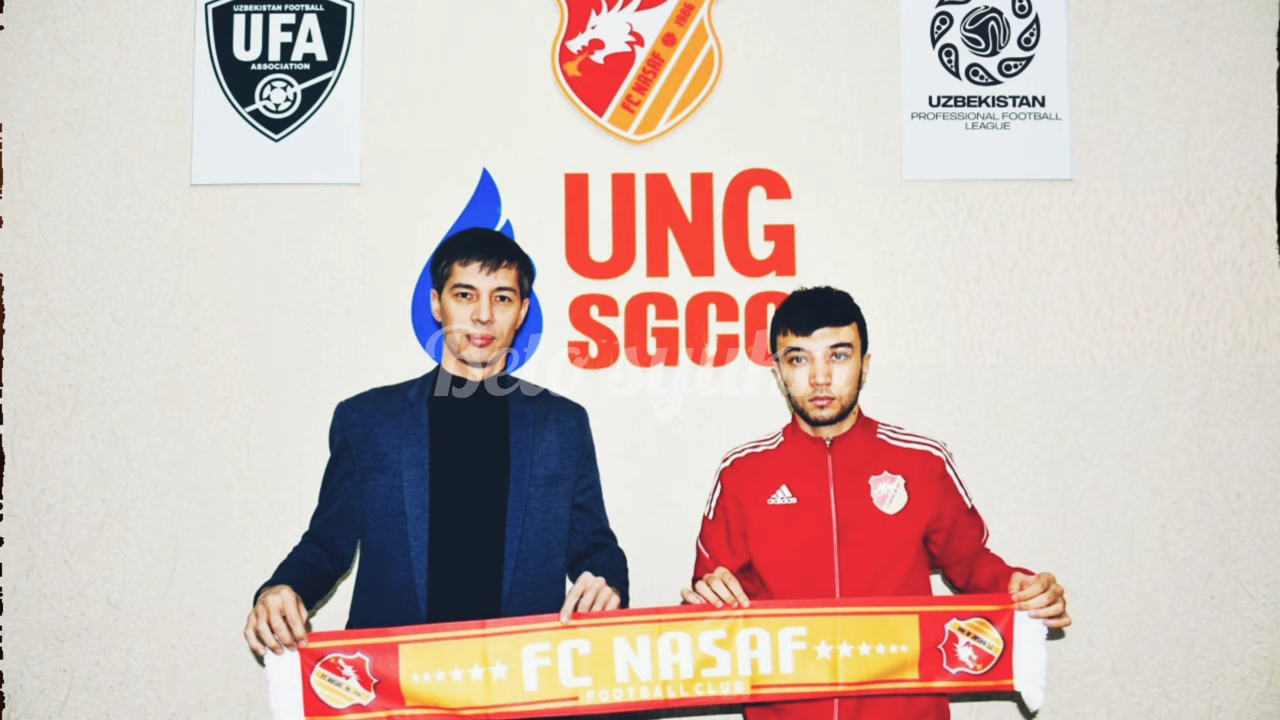 UZBEKISTAN FOOTBALL
UFA
ASSOCIATION
1986
FC NASAF
UZBEKISTAN
PROFESSIONAL FOOTBALL
LEAGUE
UNG
SGCC
adidas
FC NASAF
FOOTBALL CLUB